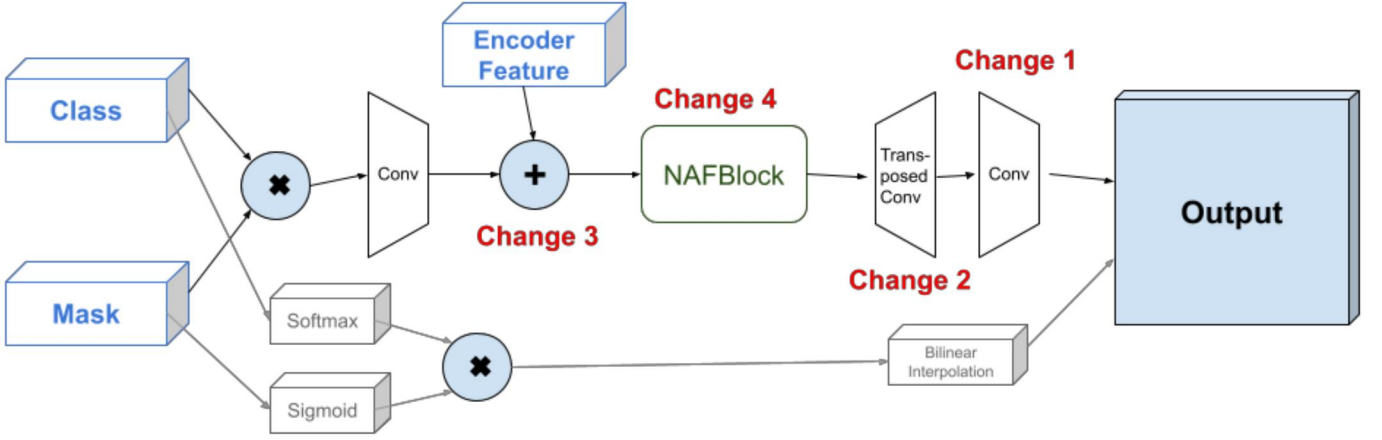 Encoder
Feature
Change 1
Class
Change 4
Conv
+
NAFBlock
Trans-
posed
Conv
Conv
Output
✖
Change 3
Change 2
Mask
Softmax
✖
Bilinear
Interpolation
Sigmoid